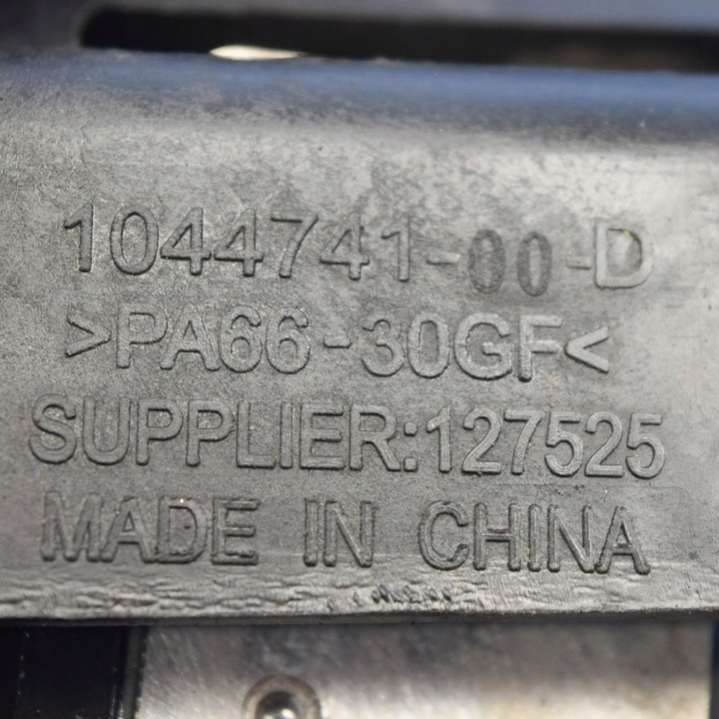 1044741-00-D
>PA66-30GF<
SUPPLIER:127525
MADE IN CHINA